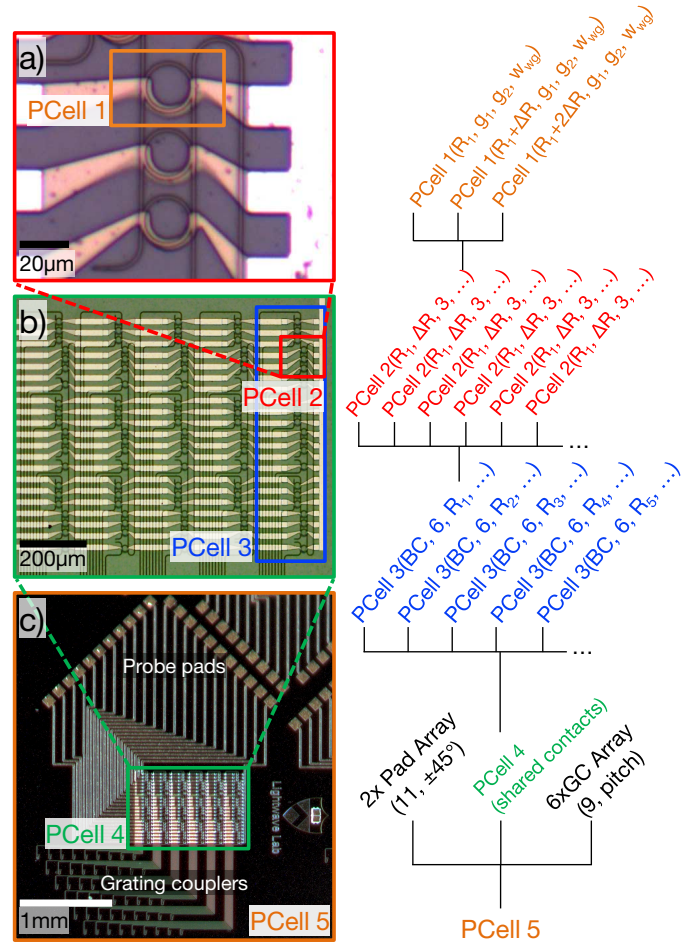 a)
PCell 1
20µm
b)
PCell 2
PCell 3
200µm
c)
Probe pads
PCell 4
Lightwave Lab
Grating couplers
1mm
PCell 5
PCell 1(R₁, g₁, g₂, w_wg)
PCell 1(R₁+ΔR, g₁, g₂, w_wg)
PCell 1(R₁+2ΔR, g₁, g₂, w_wg)
PCell 2(R₁, ΔR, 3, ...)
PCell 2(R₁, ΔR, 3, ...)
PCell 2(R₁, ΔR, 3, ...)
PCell 2(R₁, ΔR, 3, ...)
PCell 2(R₁, ΔR, 3, ...)
PCell 2(R₁, ΔR, 3, ...)
...
PCell 3(BC, 6, R₁, ...)
PCell 3(BC, 6, R₂, ...)
PCell 3(BC, 6, R₃, ...)
PCell 3(BC, 6, R₄, ...)
PCell 3(BC, 6, R₅, ...)
...
2x Pad Array
(11, ±45°)
PCell 4
(shared contacts)
6xGC Array
(9, pitch)
PCell 5